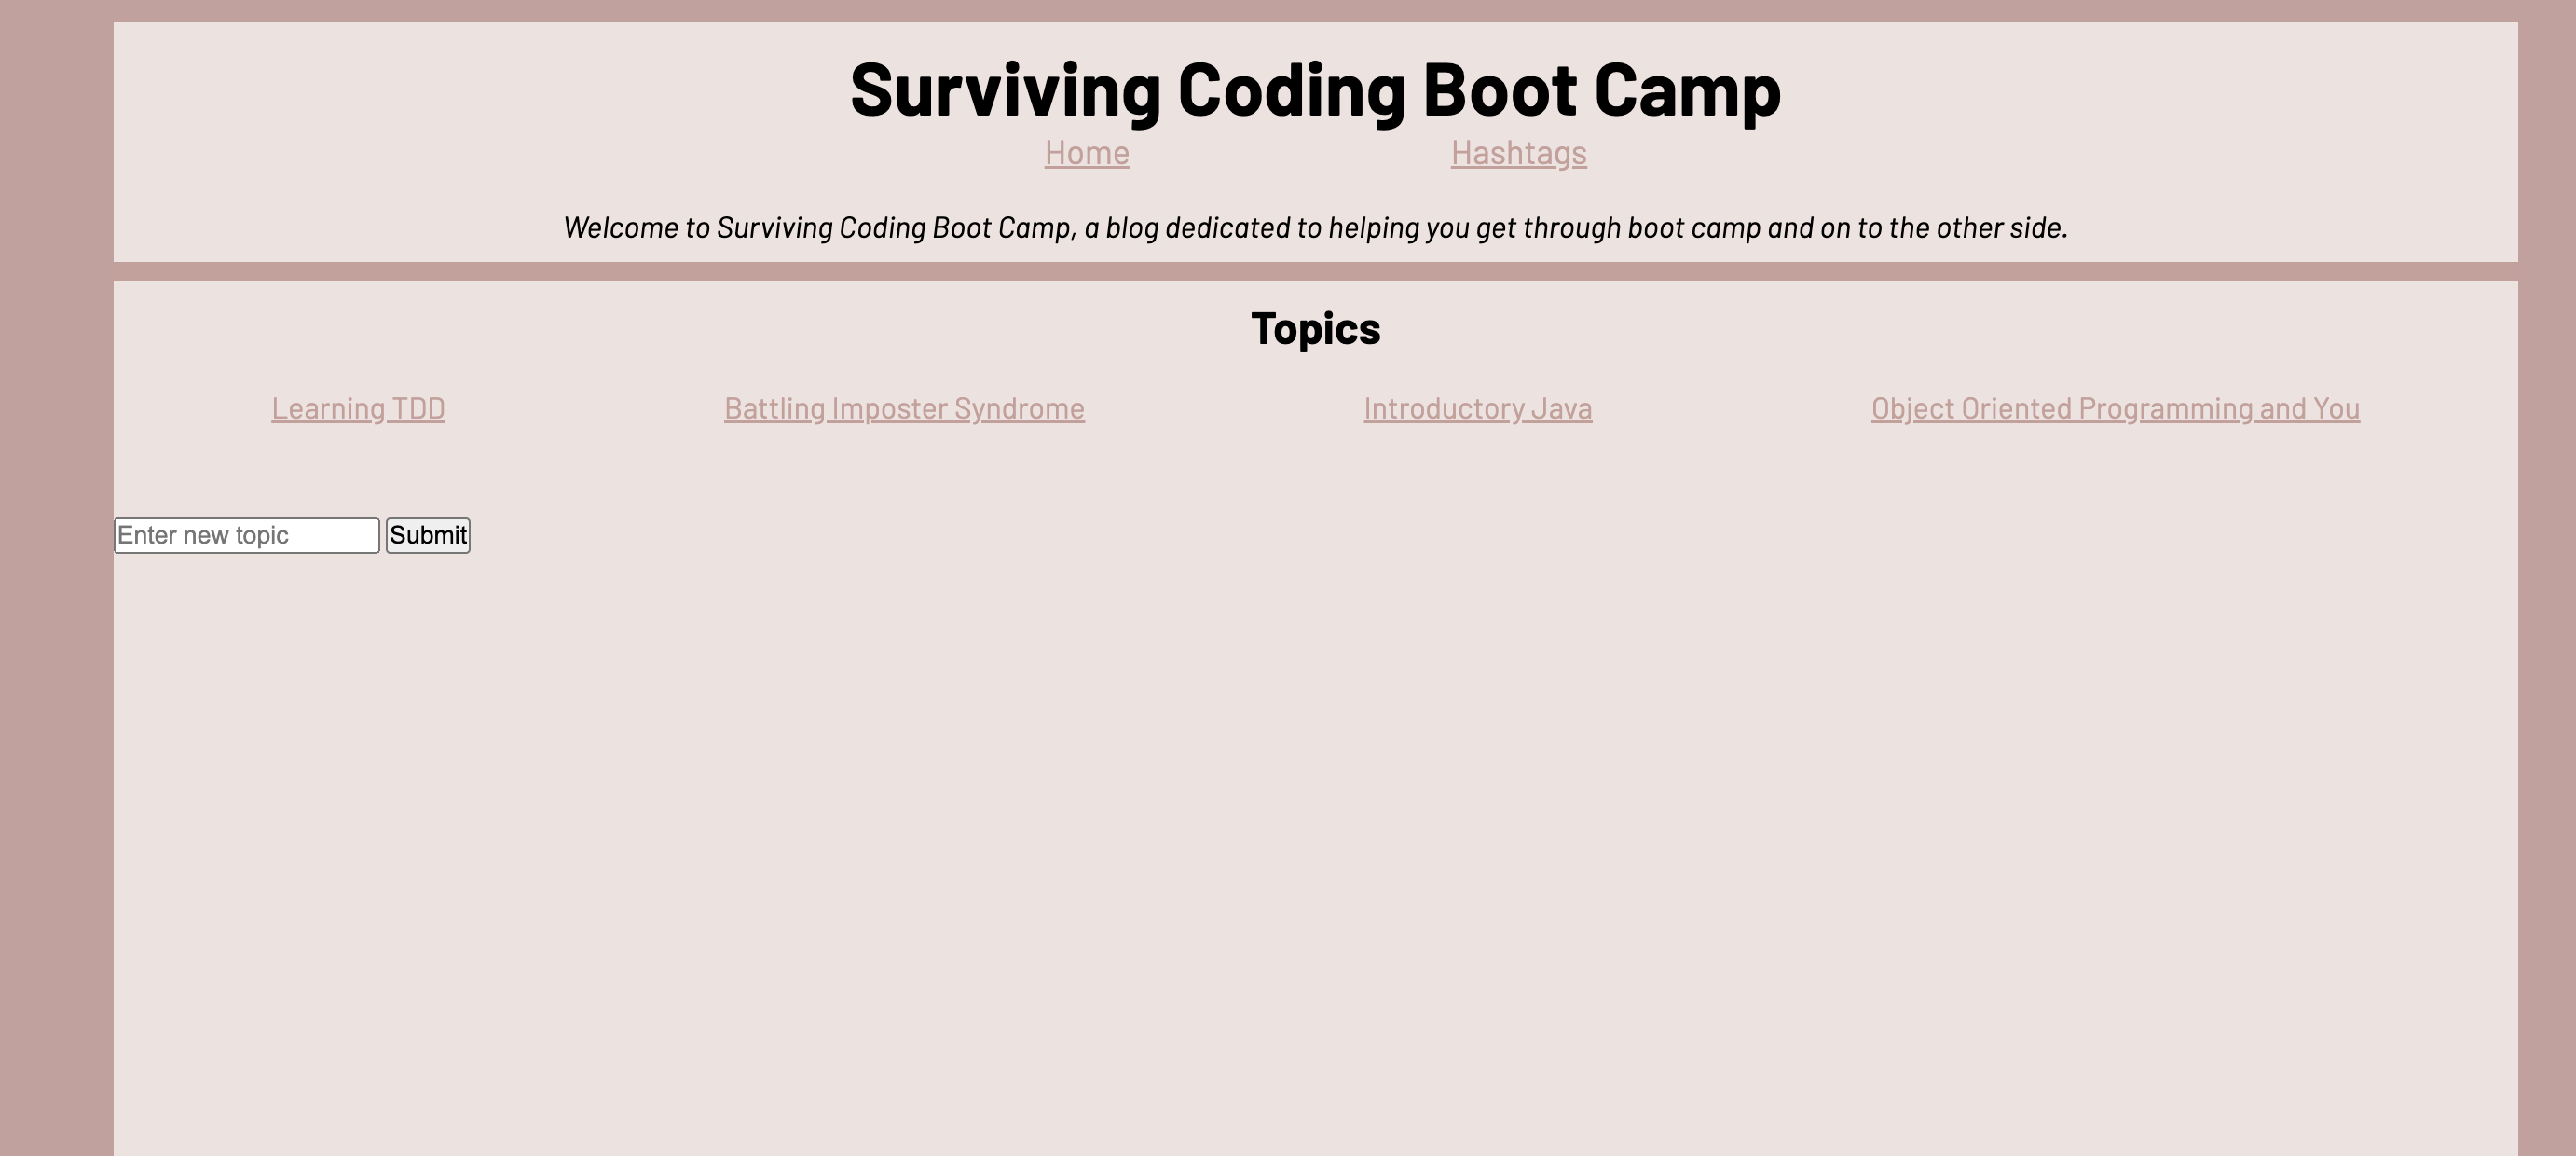 Surviving Coding Boot Camp
Home Hashtags
Welcome to Surviving Coding Boot Camp, a blog dedicated to helping you get through boot camp and on to the other side.
Topics
Learning TDD Battling Imposter Syndrome Introductory Java Object Oriented Programming and You
Enter new topic Submit